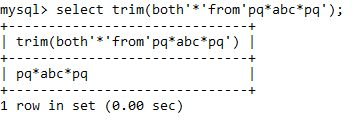 mysql> select trim(both'*'from'pq*abc*pq');
+-----------------------------+
| trim(both'*'from'pq*abc*pq') |
+-----------------------------+
| pq*abc*pq                   |
+-----------------------------+
1 row in set (0.00 sec)